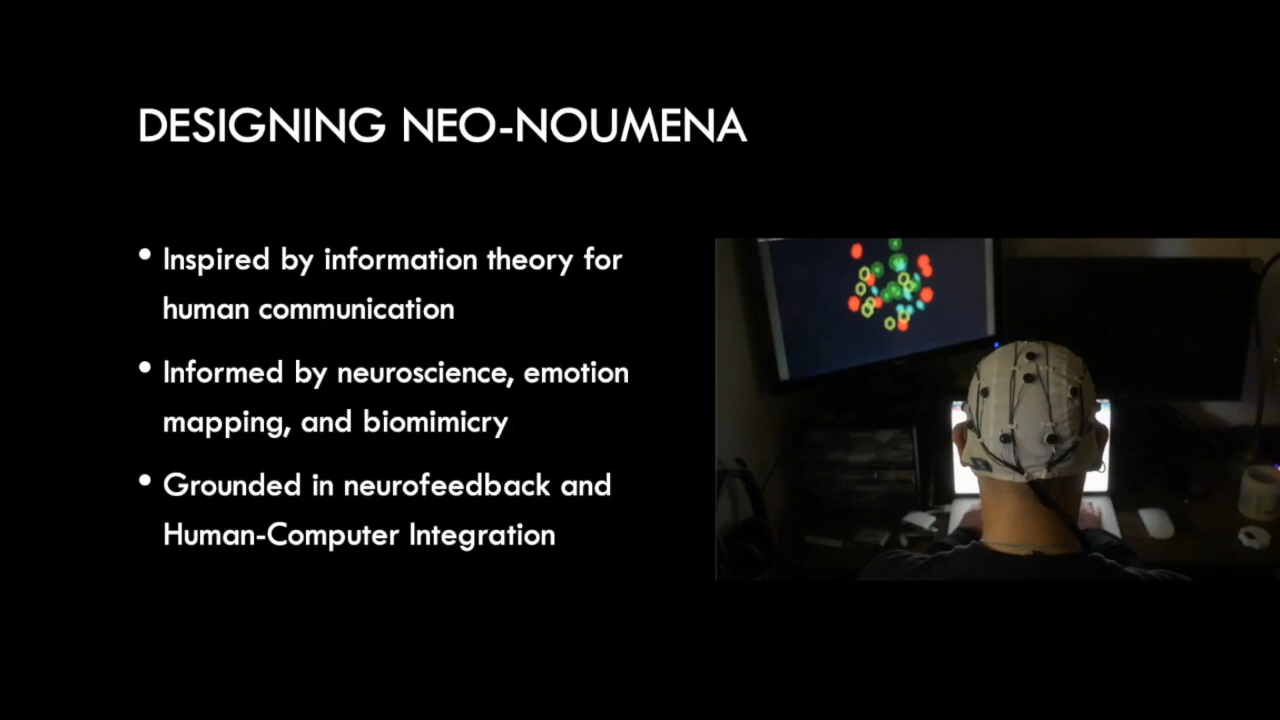 DESIGNING NEO-NOUMENA
• Inspired by information theory for
human communication
• Informed by neuroscience, emotion
mapping, and biomimicry
• Grounded in neurofeedback and
Human-Computer Integration